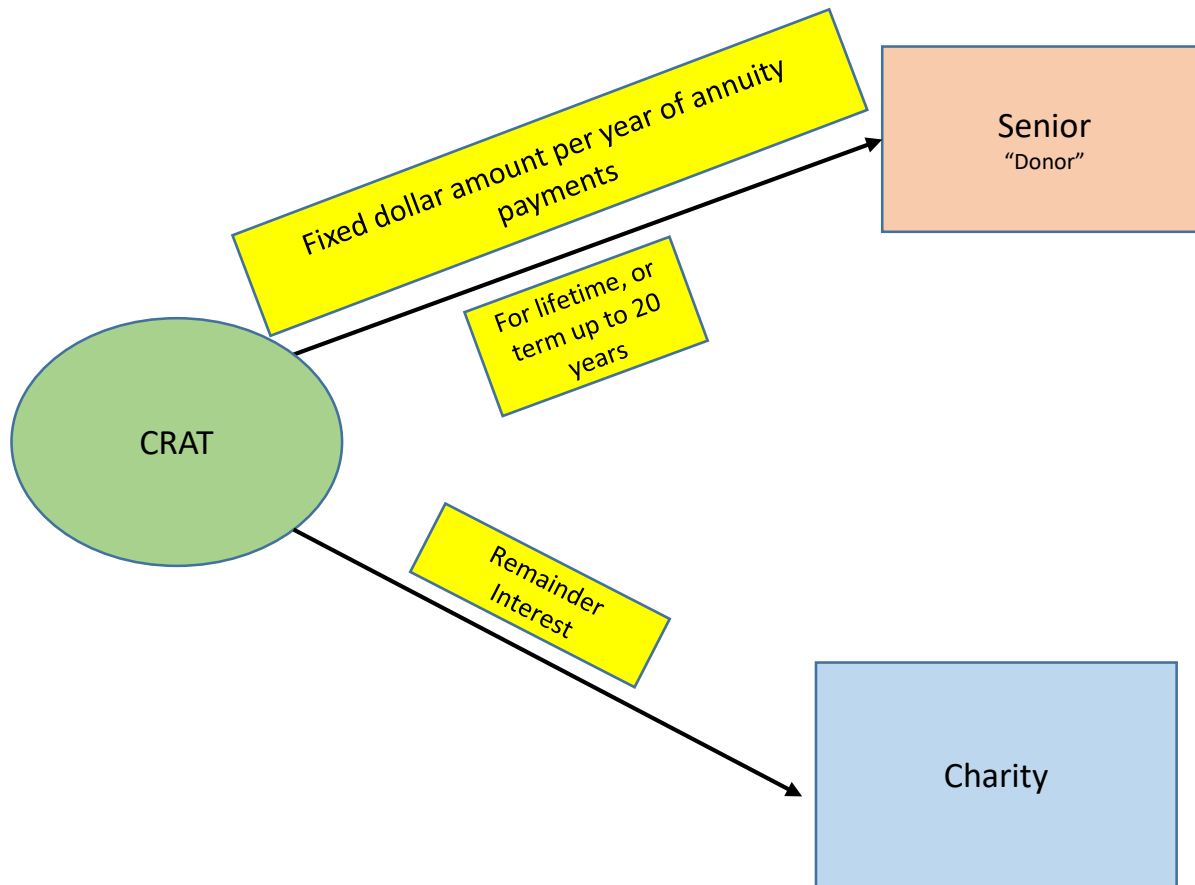 Fixed dollar amount per year of annuity
payments
Senior
“Donor”
For lifetime, or
term up to 20
years
CRAT
Remainder
Interest
Charity